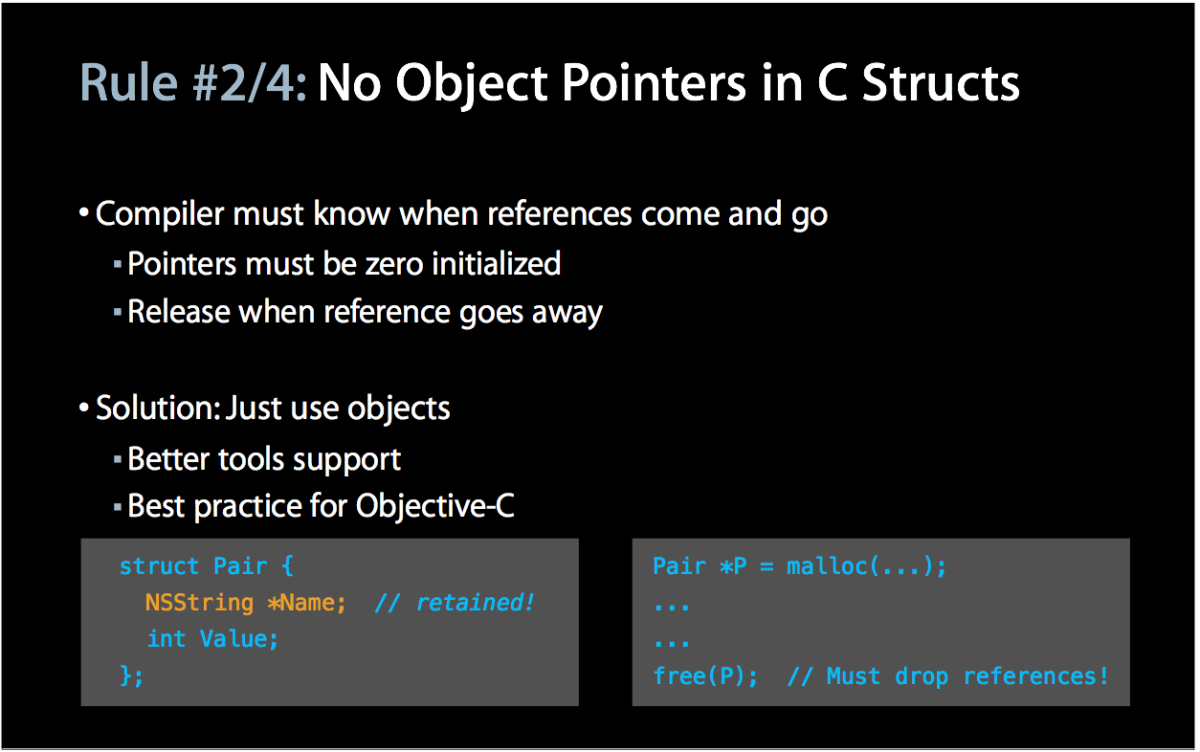 Rule #2/4: No Object Pointers in C Structs
• Compiler must know when references come and go
▪ Pointers must be zero initialized
▪ Release when reference goes away
• Solution: Just use objects
▪ Better tools support
▪ Best practice for Objective-C
struct Pair {
NSString *Name; // retained!
int Value;
};
Pair *P = malloc(...);
...
...
free(P); // Must drop references!